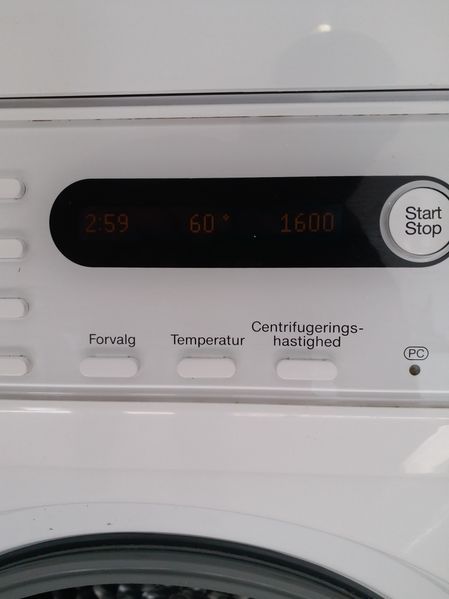 2:59 60° 1600
Start
Stop
Forvalg
Temperatur
Centrifugerings-
hastighed
PC